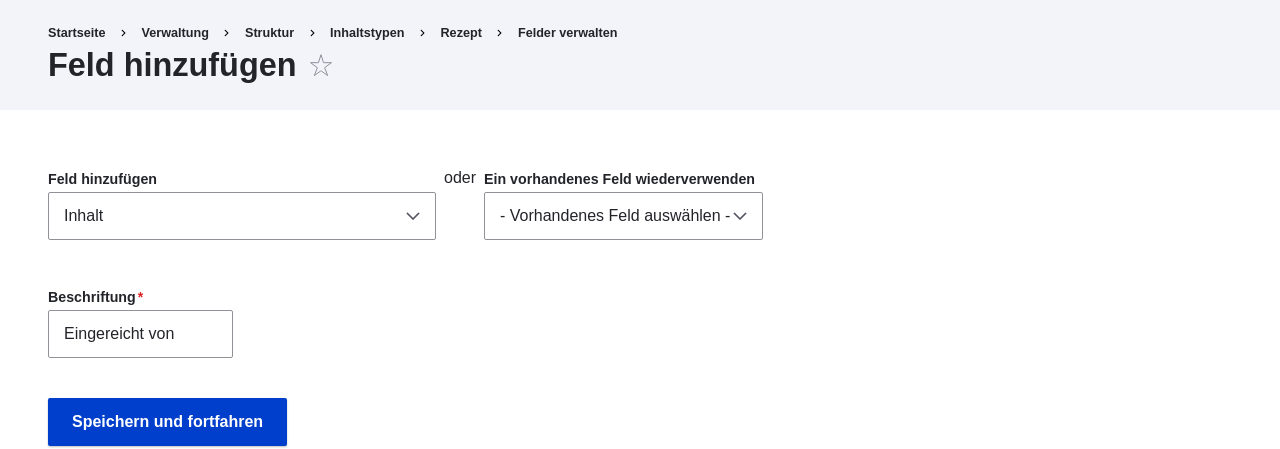 Startseite > Verwaltung > Struktur > Inhaltstypen > Rezept > Felder verwalten
Feld hinzufügen ☆
Feld hinzufügen oder Ein vorhandenes Feld wiederverwenden
Inhalt - Vorhandenes Feld auswählen -
Beschriftung*
Eingereicht von
Speichern und fortfahren